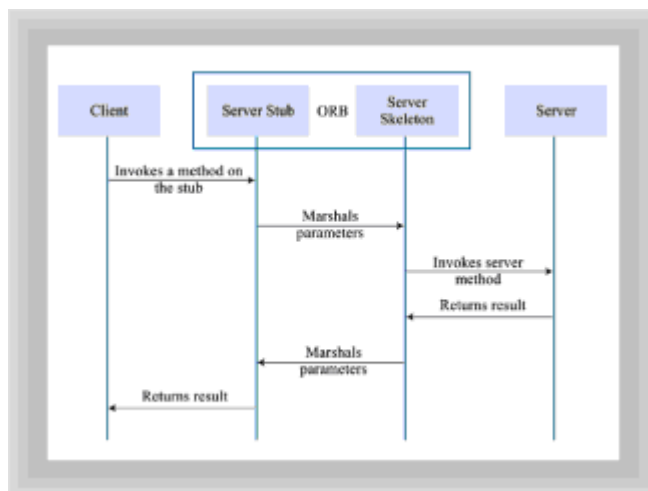 Client
Server Stub
ORB
Server
Skeleton
Server
Invokes a method on
the stub
Marshals
parameters
Invokes server
method
Returns result
Marshals
parameters
Returns result